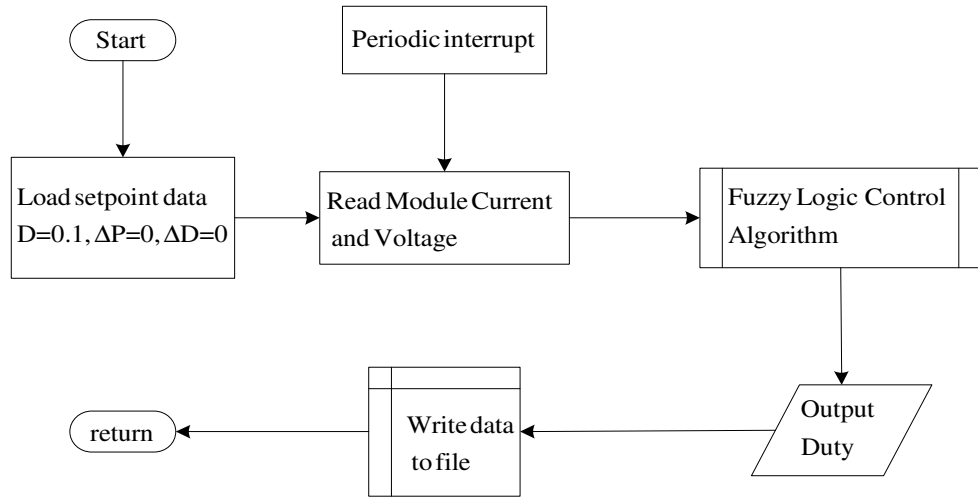 Start
Periodic interrupt
Load setpoint data
D=0.1, ΔP=0, ΔD=0
Read Module Current
and Voltage
Fuzzy Logic Control
Algorithm
Output
Duty
Write data
to file
return